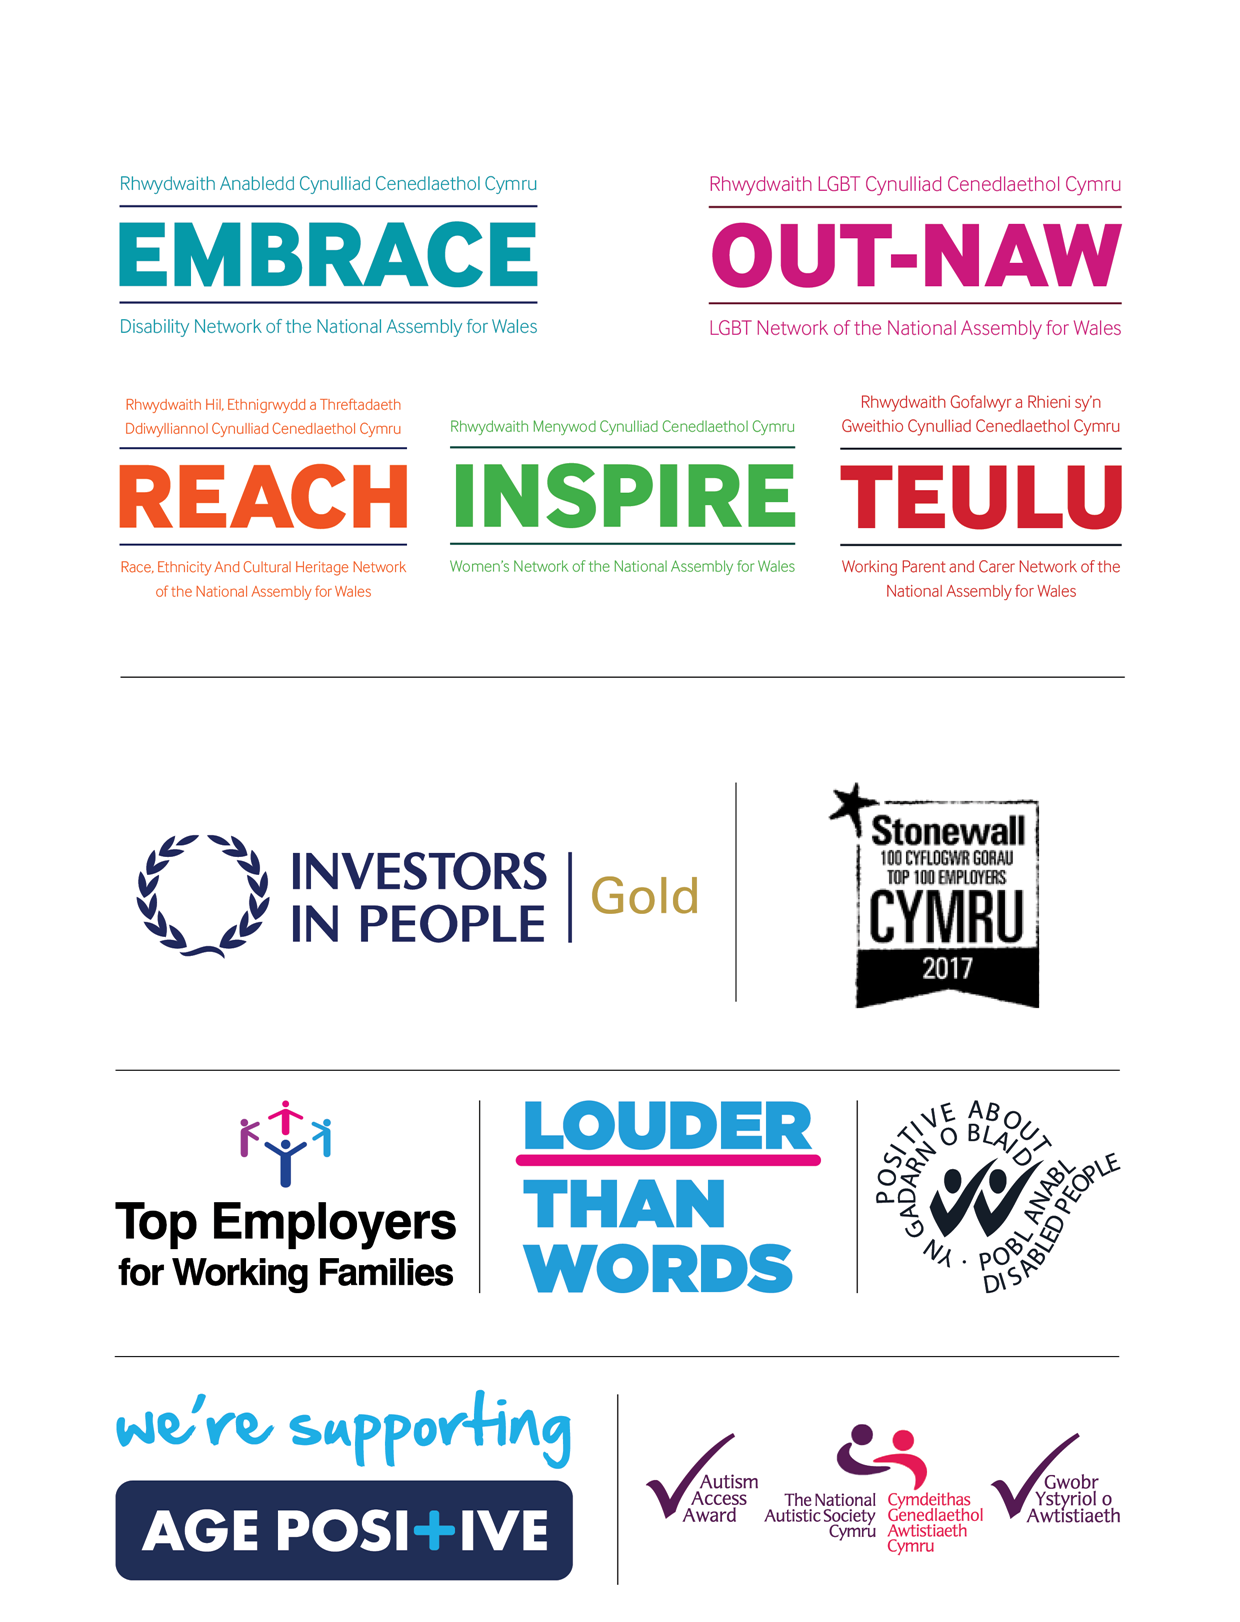 Rhwydwaith Anabledd Cynulliad Cenedlaethol Cymru
EMBRACE
Disability Network of the National Assembly for Wales
Rhwydwaith LGBT Cynulliad Cenedlaethol Cymru
OUT-NAW
LGBT Network of the National Assembly for Wales
Rhwydwaith Hil, Ethnigrwydd a Threftadaeth
Ddiwylliannol Cynulliad Cenedlaethol Cymru
REACH
Race, Ethnicity And Cultural Heritage Network
of the National Assembly for Wales
Rhwydwaith Menywod Cynulliad Cenedlaethol Cymru
INSPIRE
Women's Network of the National Assembly for Wales
Rhwydwaith Gofalwyr a Rhieni sy'n
Gweithio Cynulliad Cenedlaethol Cymru
TEULU
Working Parent and Carer Network of the
National Assembly for Wales
INVESTORS
IN PEOPLE
Gold
Stonewall
100 CYFLOGWR GORAU
TOP 100 EMPLOYERS
CYMRU
2017
Top Employers
for Working Families
LOUDER
THAN
WORDS
POSITIVE ABOUT
DISABLED PEOPLE
YN GADARN O BLAID
· POBL ANABL
we're supporting
AGE POSI+IVE
Autism
Access
Award
The National
Autistic Society
Cymru
Cymdeithas
Genedlaethol
Awtistiaeth
Cymru
Gwobr
Ystyriol o
Awtistiaeth